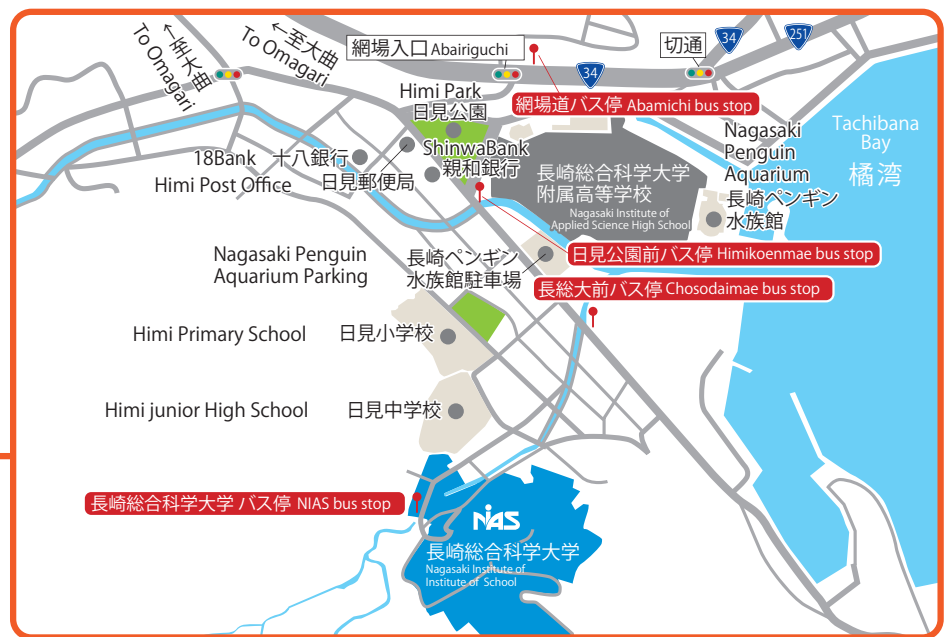 ←至大曲
To Omagari
←至大曲
To Omagari
網場入口 Abairiguchi
切通
34
251
34
網場道バス停 Abamichi bus stop
Himi Park
日見公園
Tachibana
Bay
橘湾
Nagasaki
Penguin
Aquarium
長崎ペンギン
水族館
ShinwaBank
親和銀行
18Bank 十八銀行
Himi Post Office 日見郵便局
長崎総合科学大学
附属高等学校
Nagasaki Institute of
Applied Science High School
日見公園前バス停 Himikoenmae bus stop
Nagasaki Penguin
Aquarium Parking
長崎ペンギン
水族館駐車場
長総大前バス停 Chosodaimae bus stop
Himi Primary School 日見小学校
Himi junior High School 日見中学校
長崎総合科学大学 バス停 NIAS bus stop
NiAS
長崎総合科学大学
Nagasaki Institute of
Institute of School